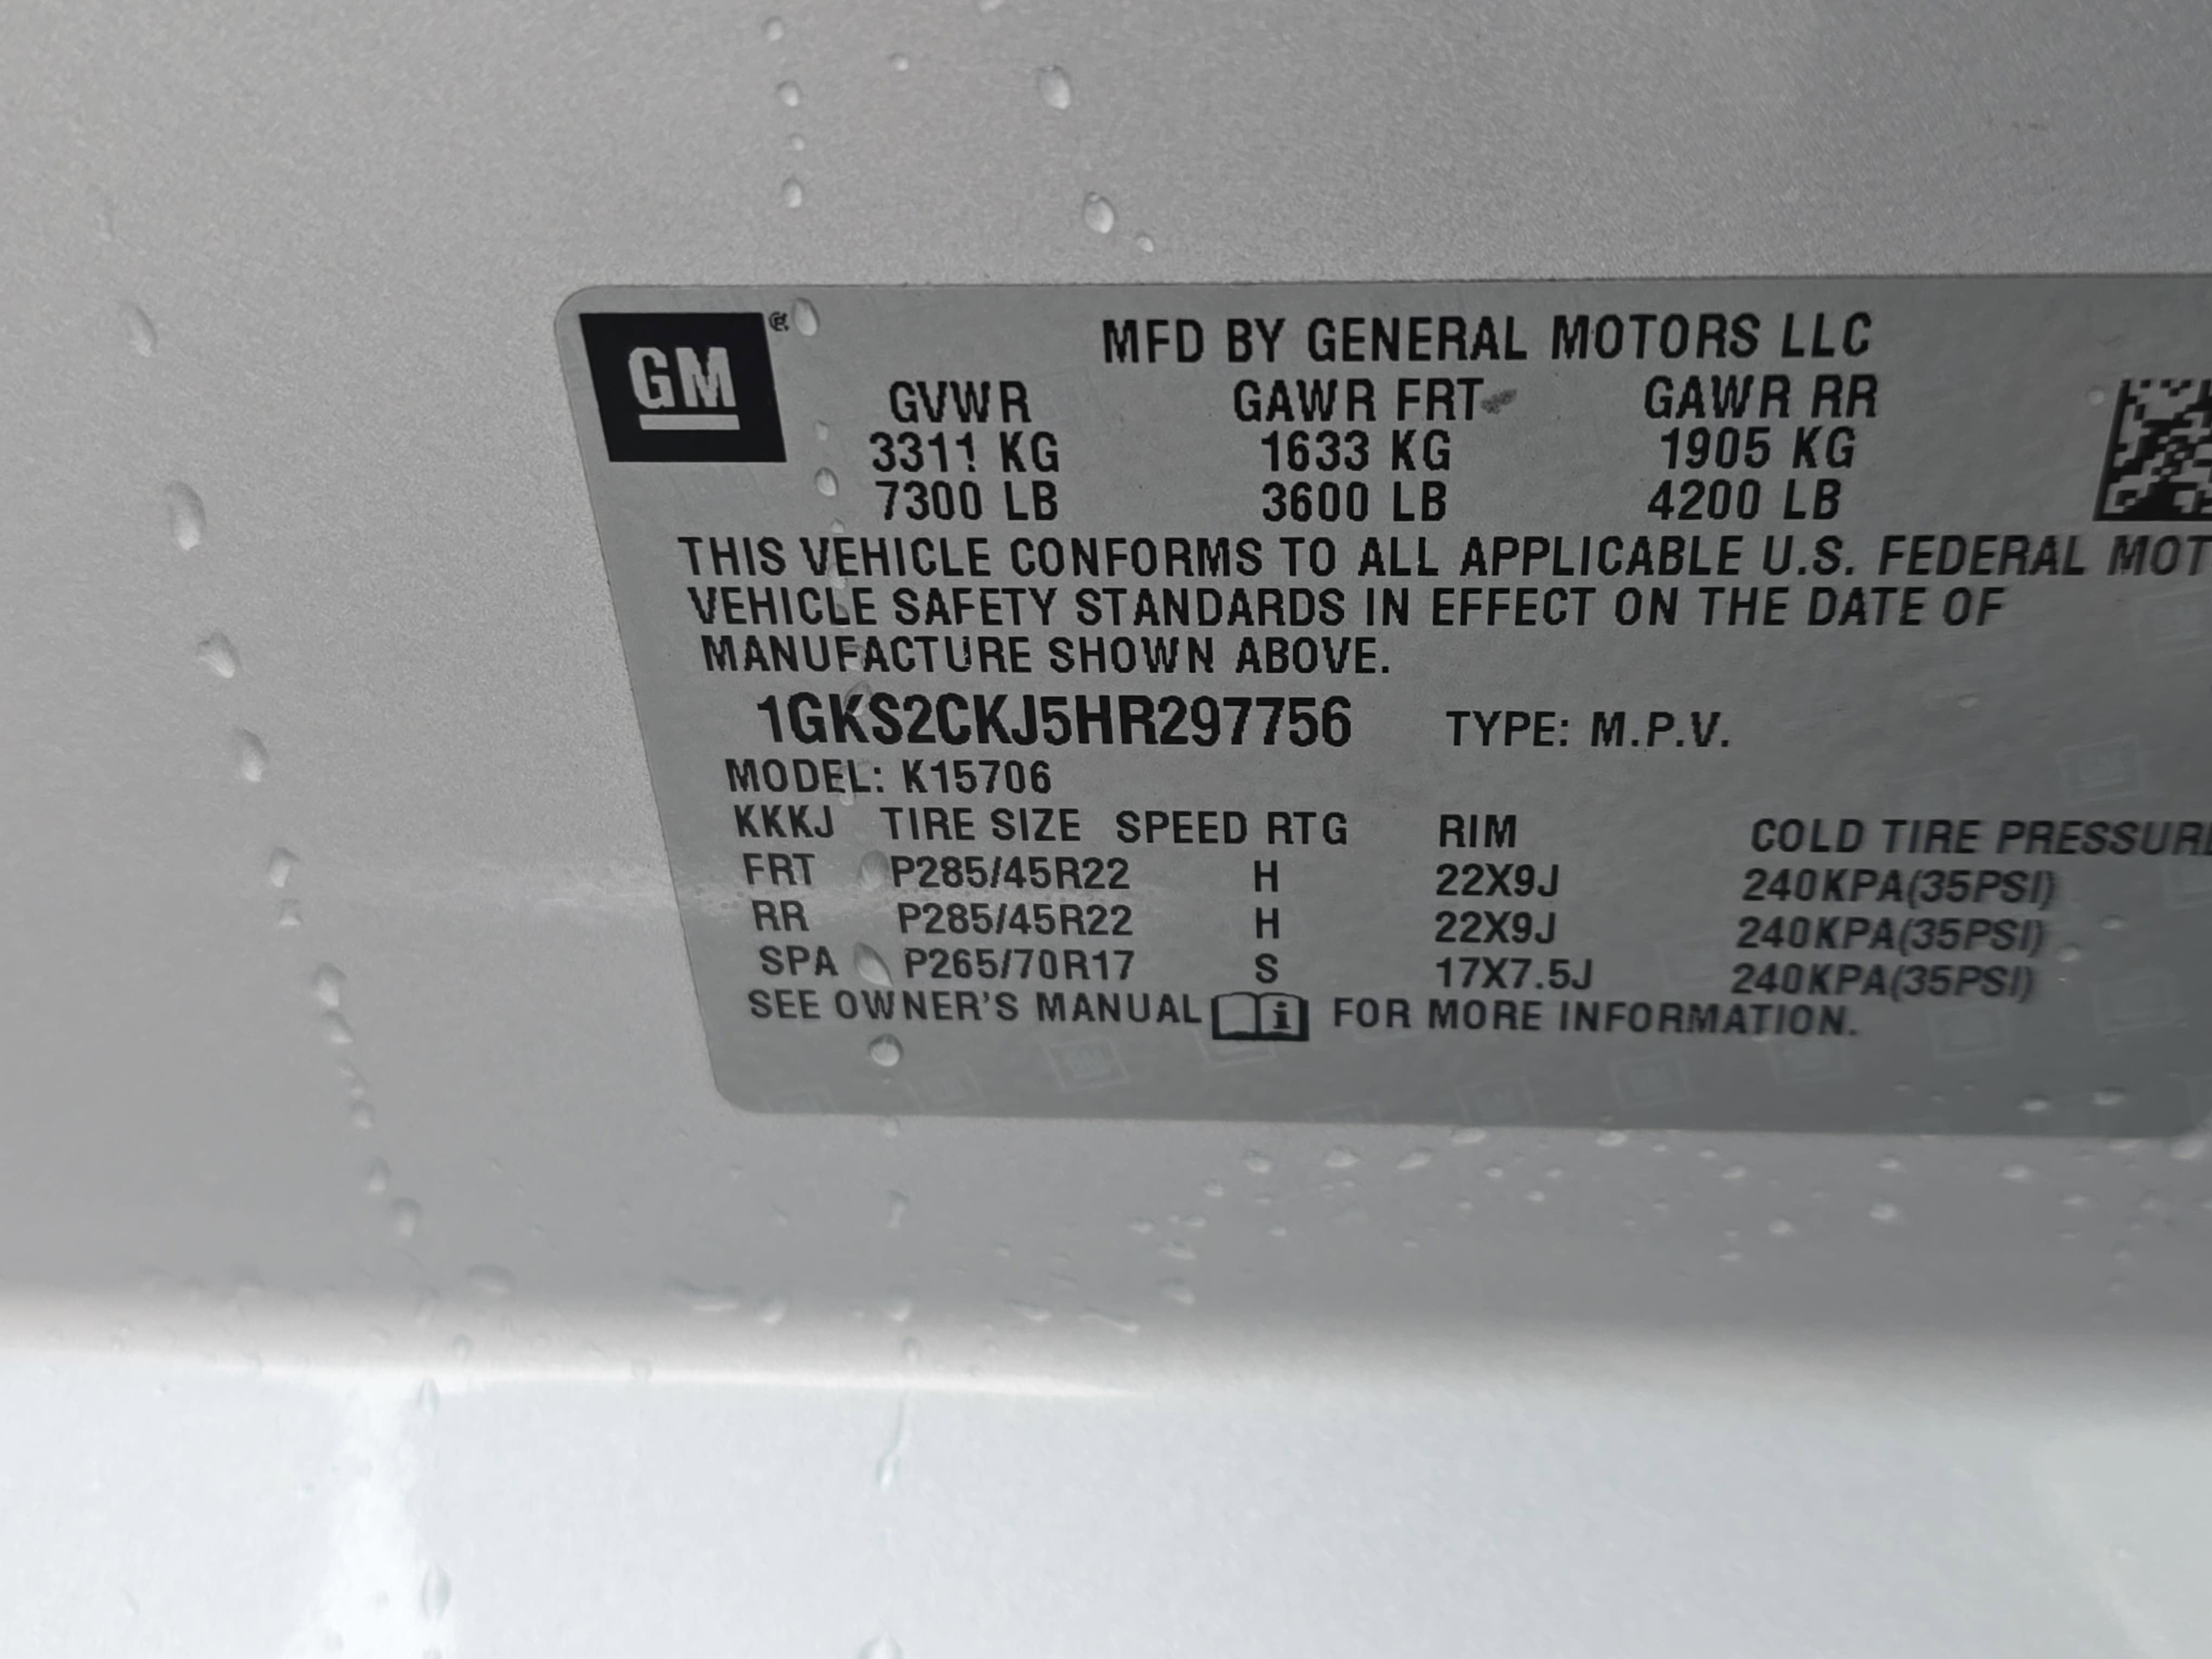 GM ®
MFD BY GENERAL MOTORS LLC
GVWR GAWR FRT GAWR RR
3311 KG 1633 KG 1905 KG
7300 LB 3600 LB 4200 LB
THIS VEHICLE CONFORMS TO ALL APPLICABLE U.S. FEDERAL MOT
VEHICLE SAFETY STANDARDS IN EFFECT ON THE DATE OF
MANUFACTURE SHOWN ABOVE.
1GKS2CKJ5HR297756 TYPE: M.P.V.
MODEL: K15706
KKKJ TIRE SIZE SPEED RTG RIM COLD TIRE PRESSURE
FRT P285/45R22 H 22X9J 240KPA(35PSI)
RR P285/45R22 H 22X9J 240KPA(35PSI)
SPA P265/70R17 S 17X7.5J 240KPA(35PSI)
SEE OWNER'S MANUAL i FOR MORE INFORMATION.